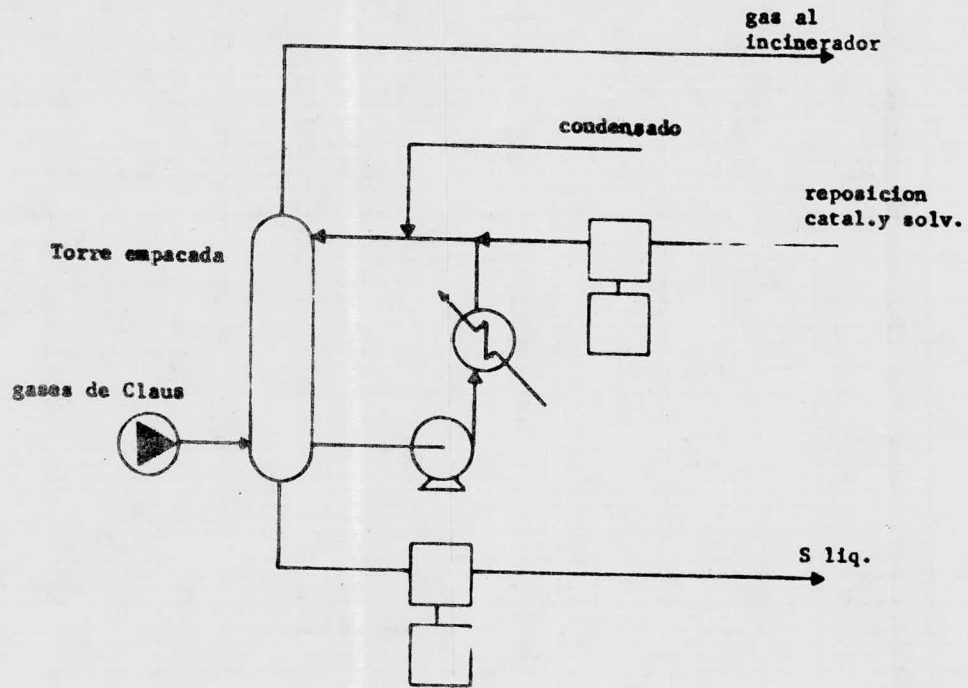 gas al
incinerador
condensado
reposicion
catal.y solv.
Torre empacada
gases de Claus
S liq.